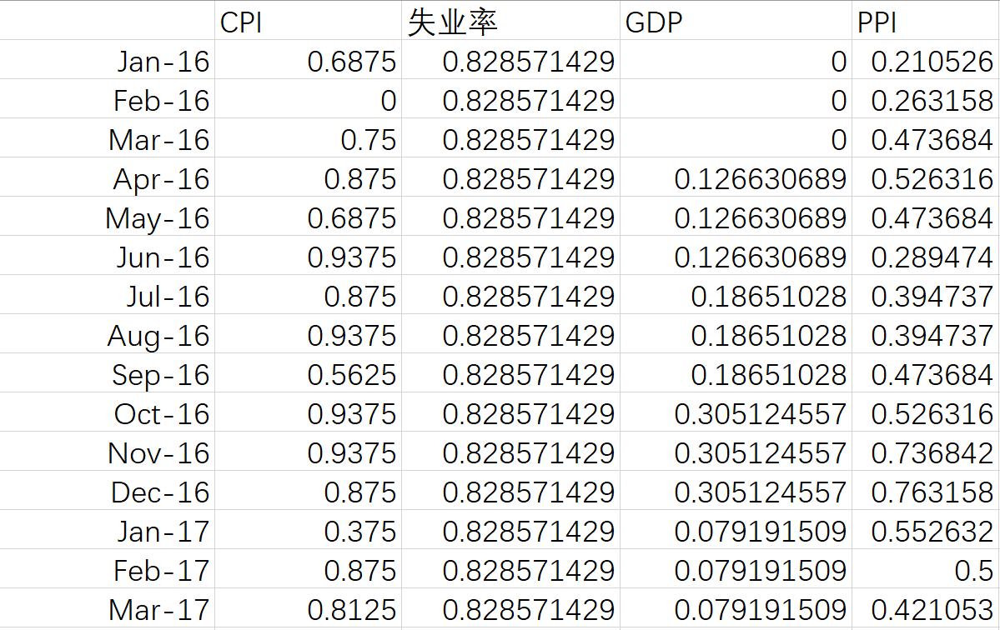 CPI 失业率 GDP PPI
Jan-16 0.6875 0.828571429 0 0.210526
Feb-16 0 0.828571429 0 0.263158
Mar-16 0.75 0.828571429 0 0.473684
Apr-16 0.875 0.828571429 0.126630689 0.526316
May-16 0.6875 0.828571429 0.126630689 0.473684
Jun-16 0.9375 0.828571429 0.126630689 0.289474
Jul-16 0.875 0.828571429 0.18651028 0.394737
Aug-16 0.9375 0.828571429 0.18651028 0.394737
Sep-16 0.5625 0.828571429 0.18651028 0.473684
Oct-16 0.9375 0.828571429 0.305124557 0.526316
Nov-16 0.9375 0.828571429 0.305124557 0.736842
Dec-16 0.875 0.828571429 0.305124557 0.763158
Jan-17 0.375 0.828571429 0.079191509 0.552632
Feb-17 0.875 0.828571429 0.079191509 0.5
Mar-17 0.8125 0.828571429 0.079191509 0.421053